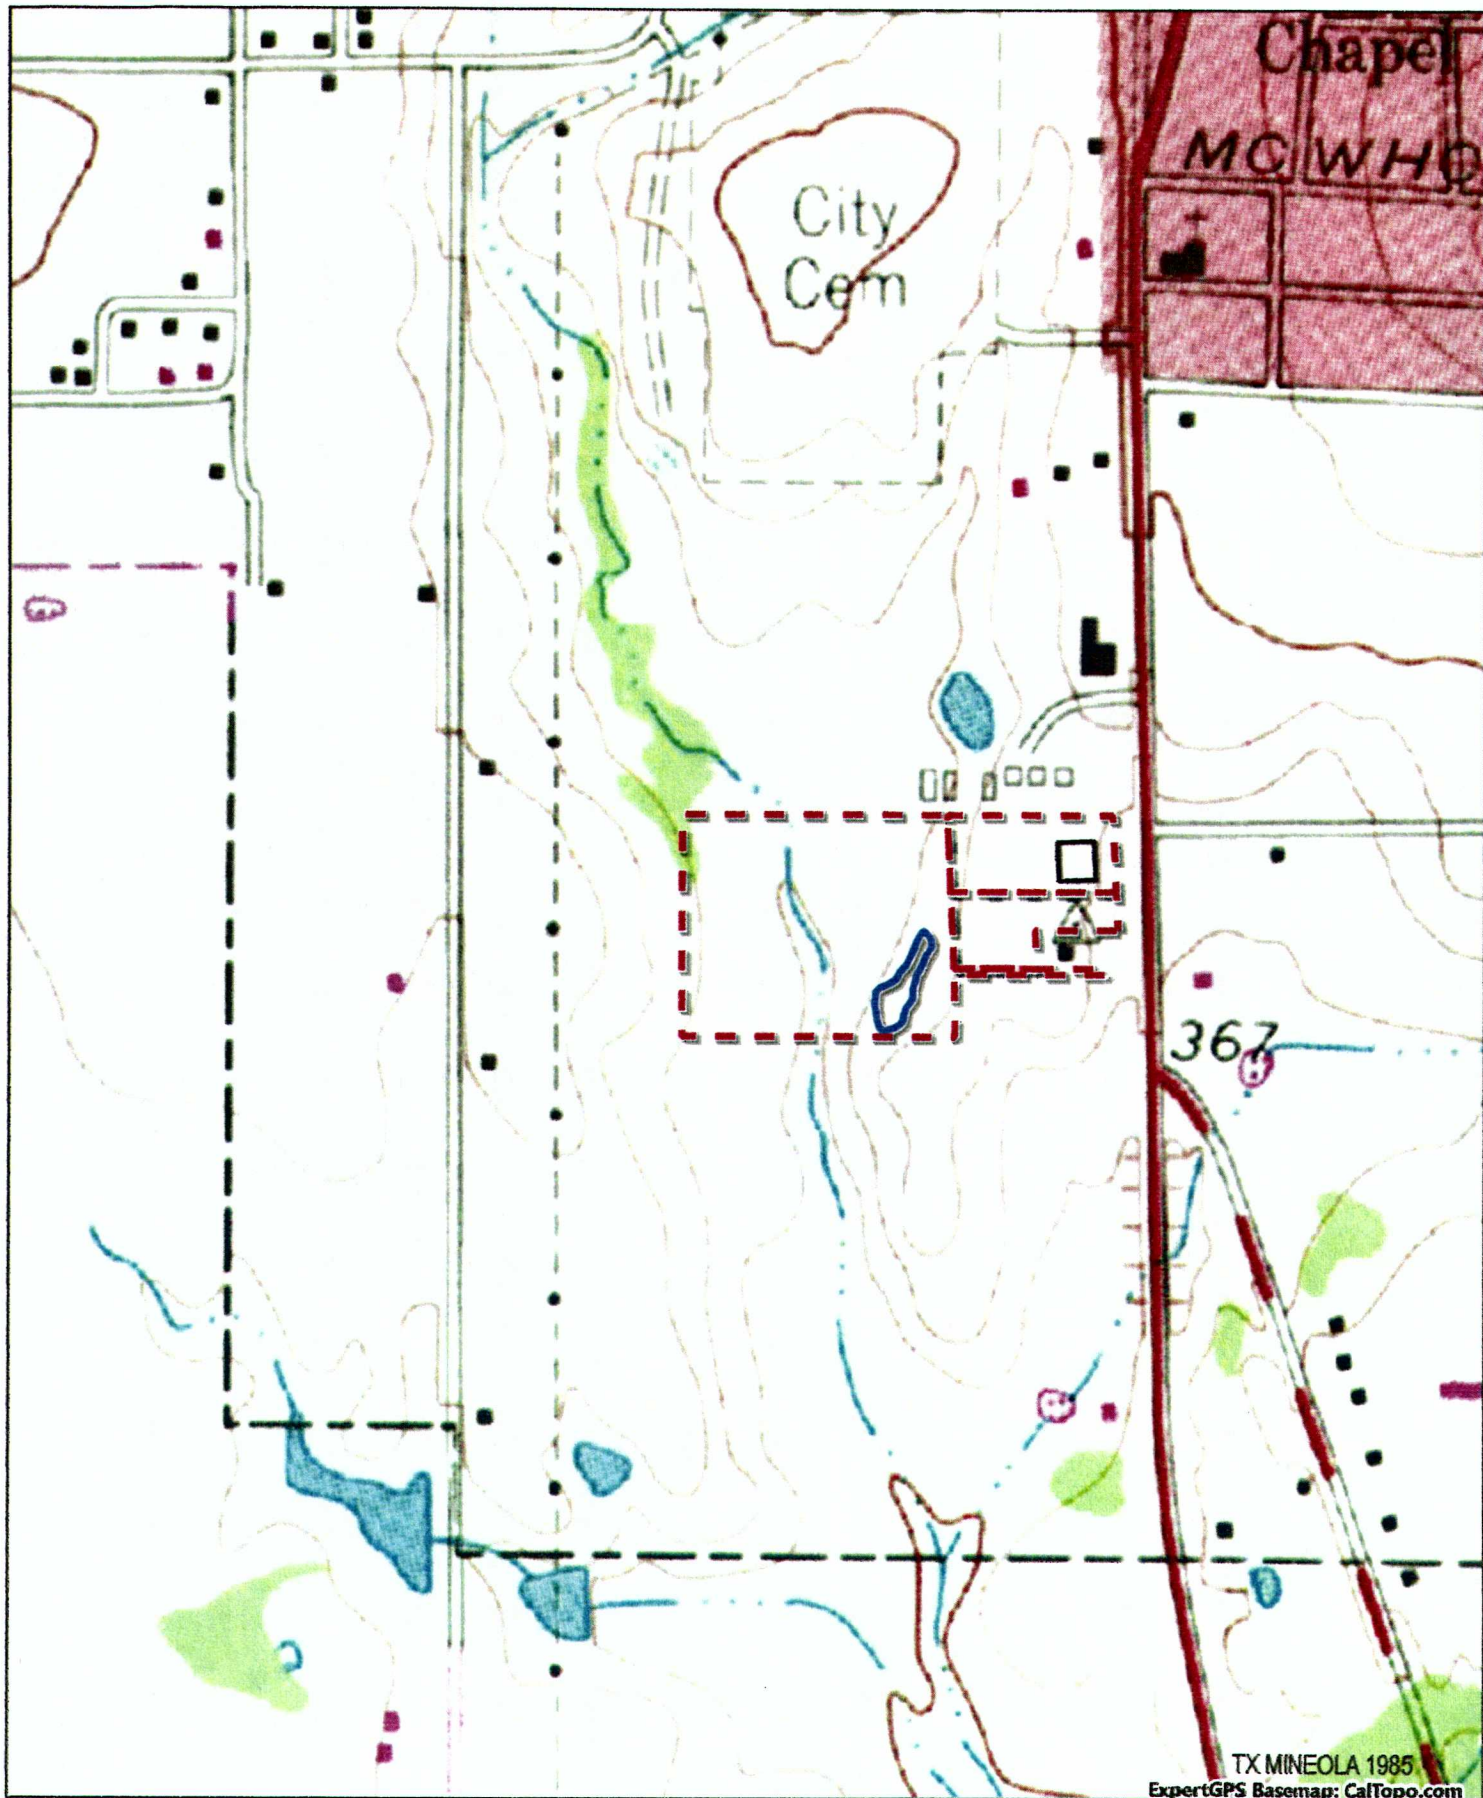 Chapel
MC WHO
City
Cem
367
TX MINEOLA 1985
ExpertGPS Basemap: CalTopo.com